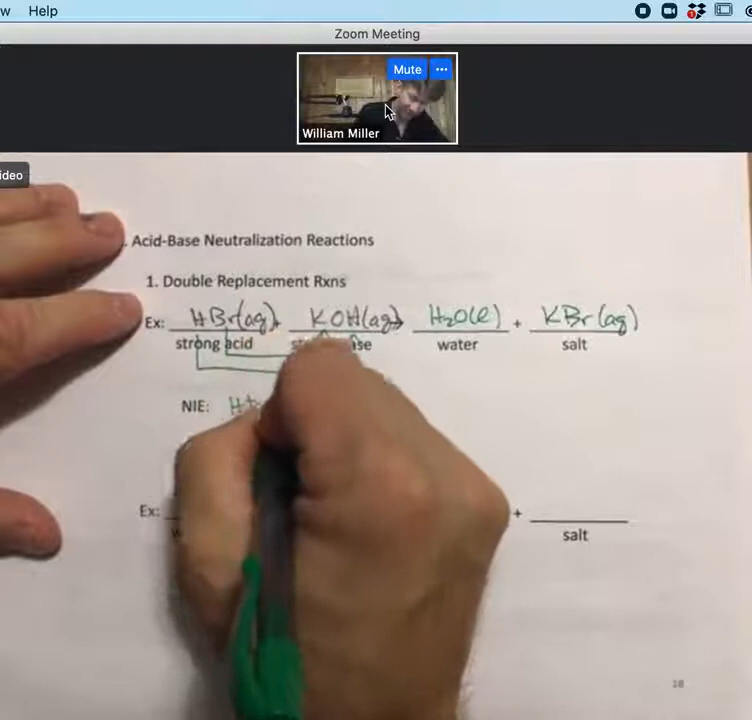 w Help
Zoom Meeting
Mute ...
William Miller
ideo
. Acid-Base Neutralization Reactions
1. Double Replacement Rxns
Ex: HBr(aq) + KOH(aq) → H₂O(l) + KBr(aq)
strong acid water salt
NIE: H+
Ex: +
salt
18